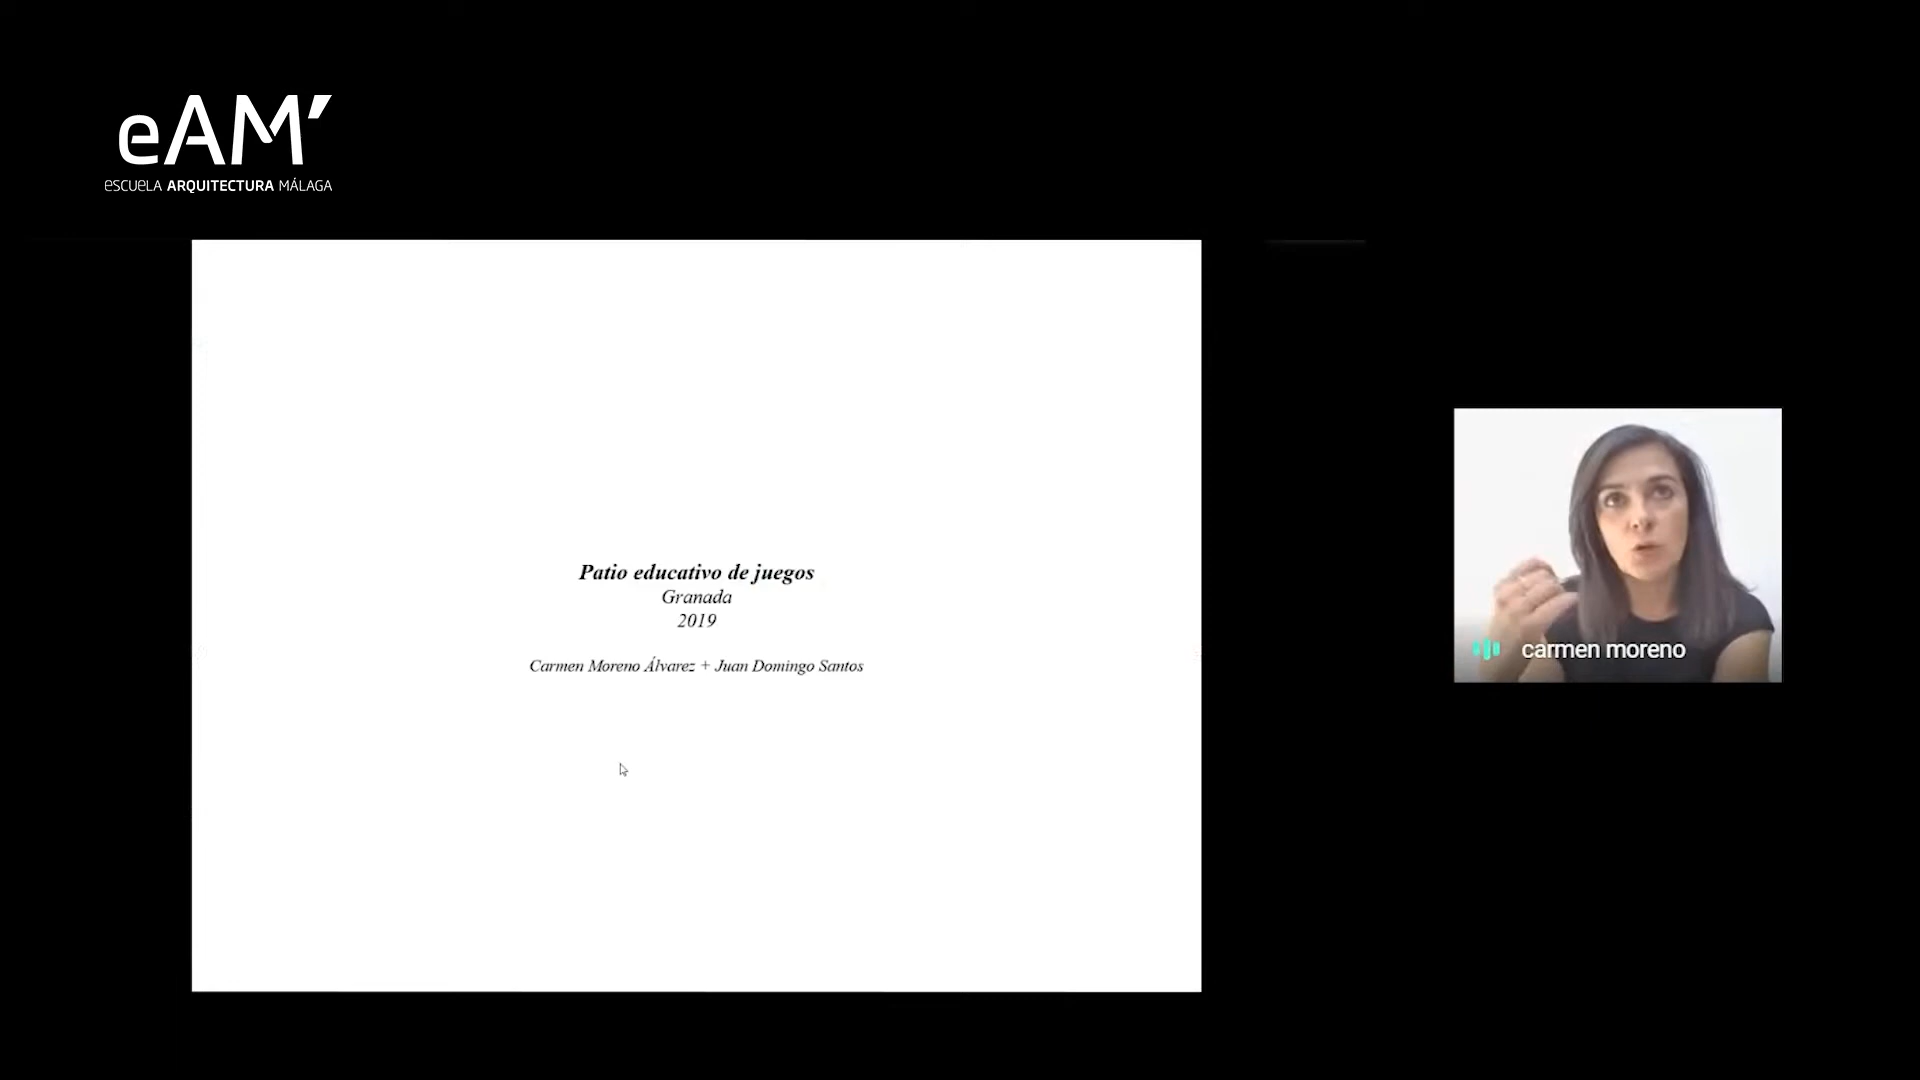 eAM'
ESCUELA ARQUITECTURA MÁLAGA
Patio educativo de juegos
Granada
2019
Carmen Moreno Álvarez + Juan Domingo Santos
carmen moreno